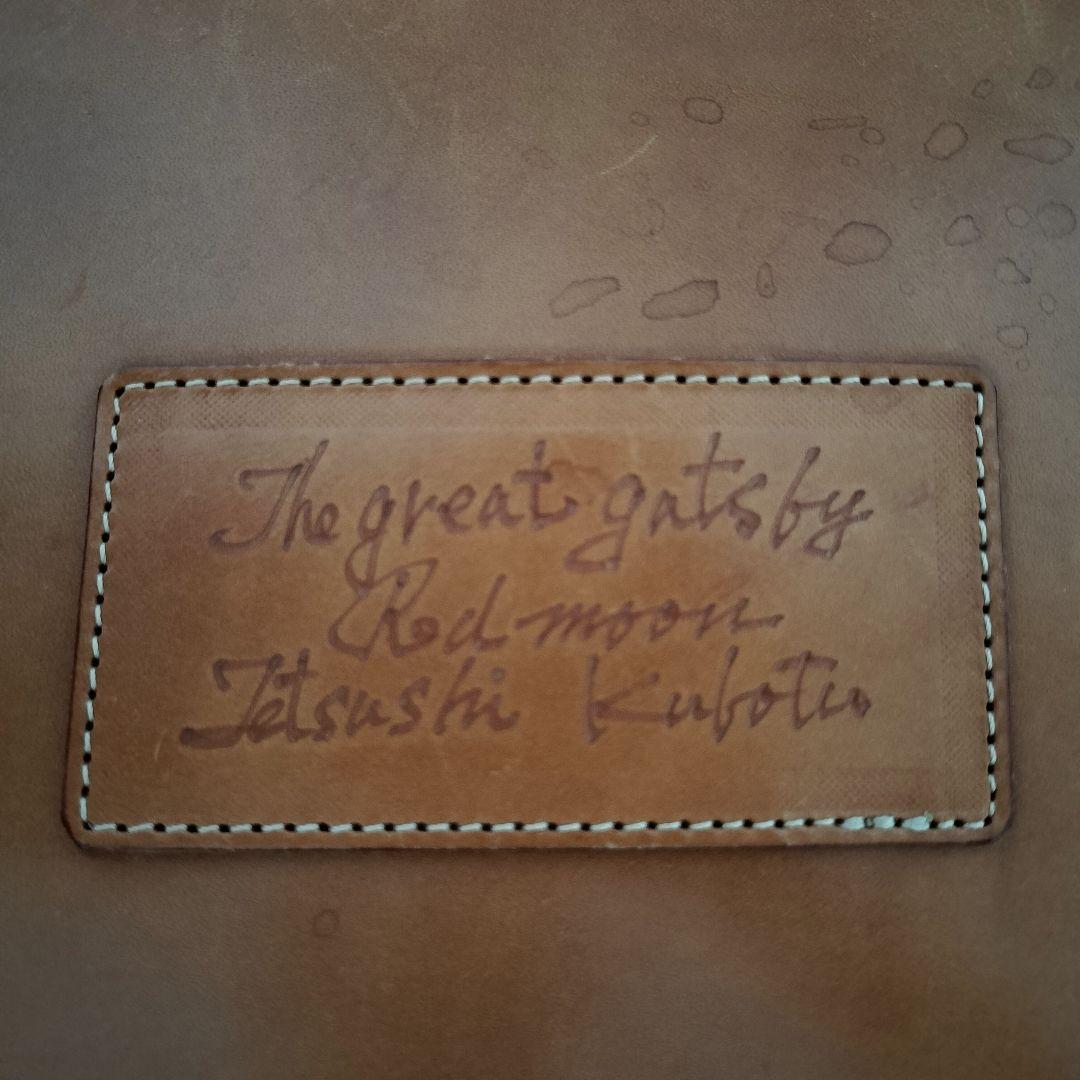 The great gatsby
Red moon
Tetsushi Kubota